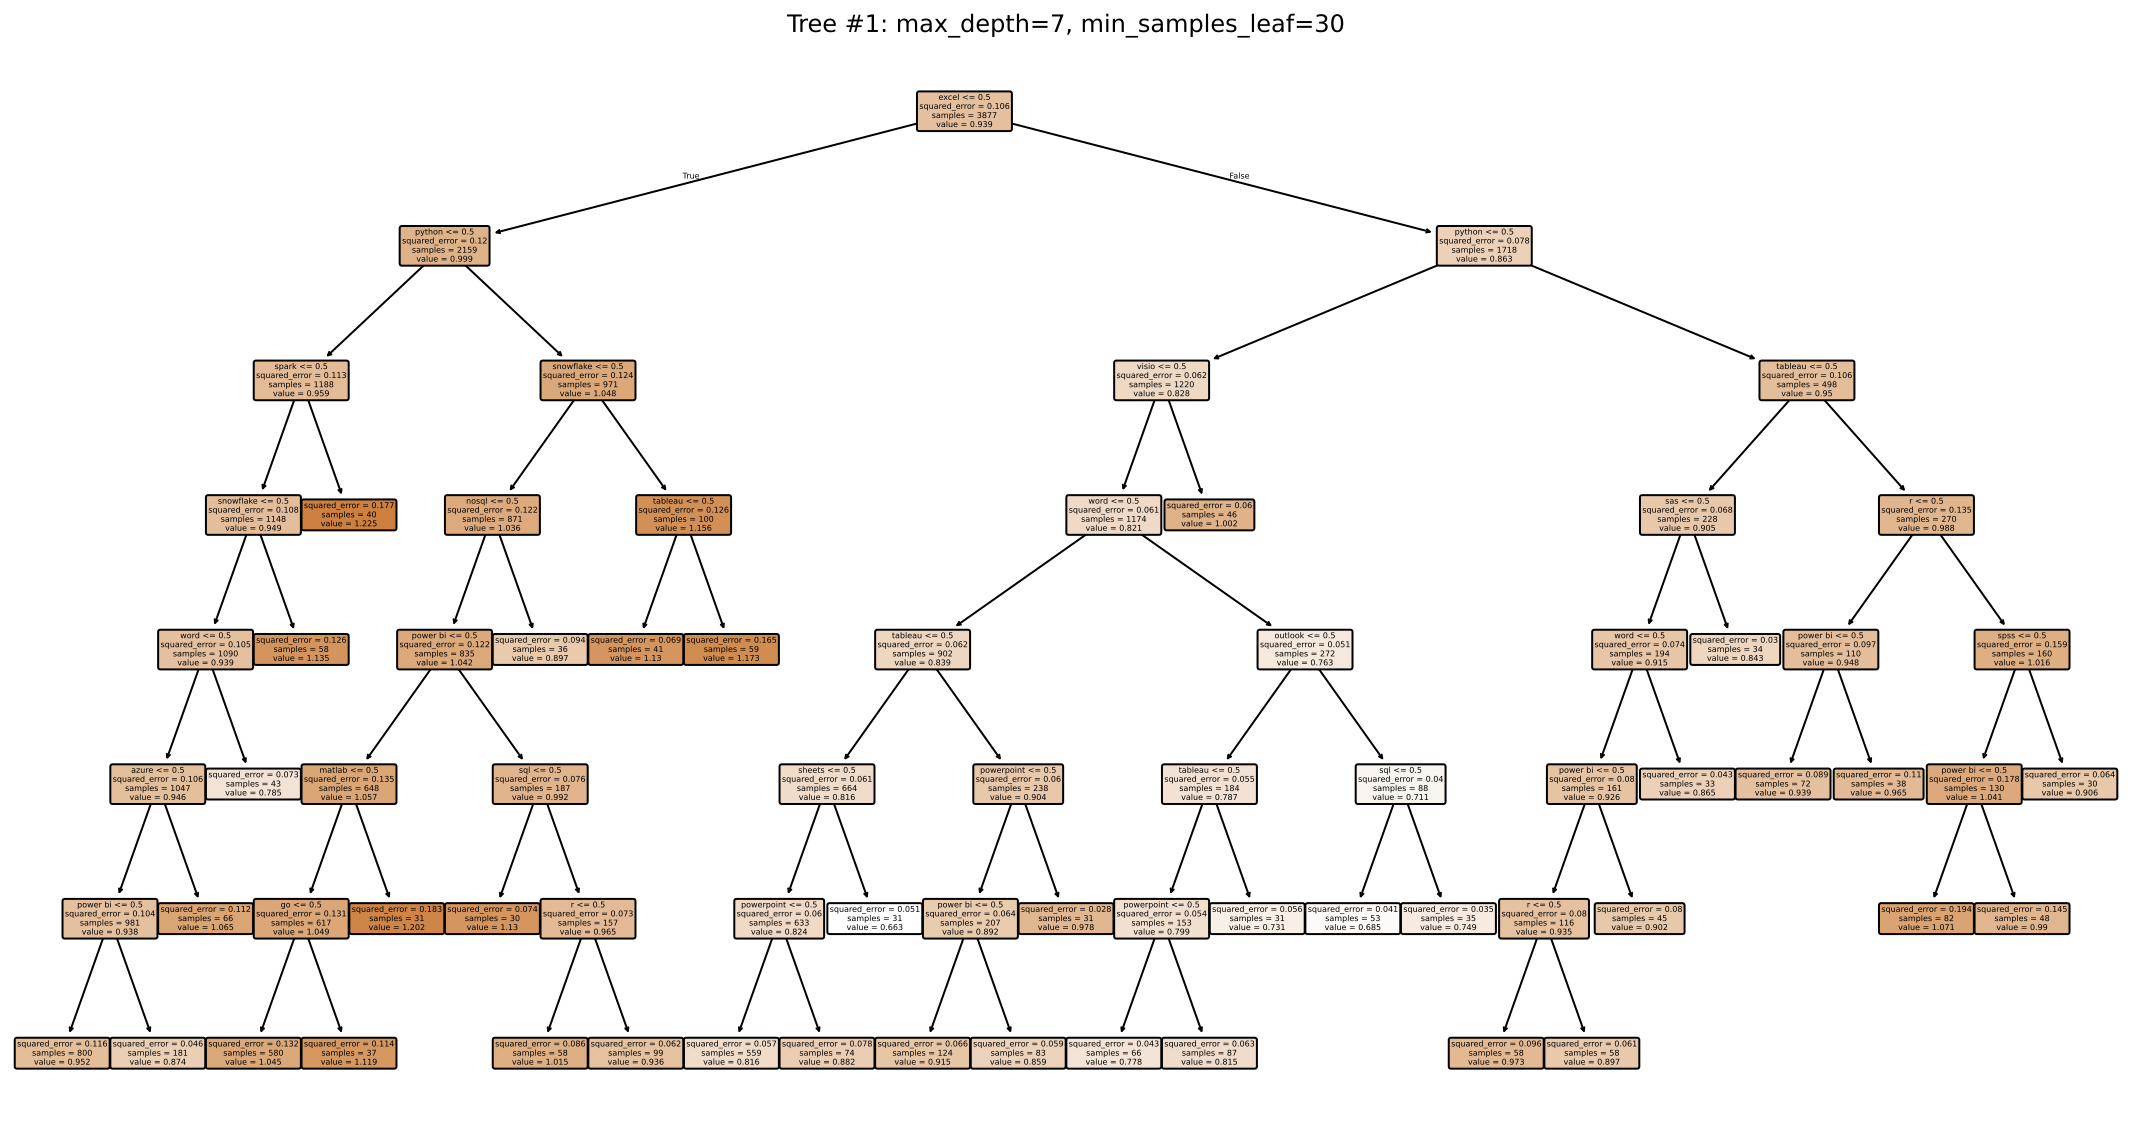 Tree #1: max_depth=7, min_samples_leaf=30
excel <= 0.5
squared_error = 0.106
samples = 3877
value = 0.939
True
False
python <= 0.5
squared_error = 0.12
samples = 2159
value = 0.999
python <= 0.5
squared_error = 0.078
samples = 1718
value = 0.863
spark <= 0.5
squared_error = 0.113
samples = 1188
value = 0.959
snowflake <= 0.5
squared_error = 0.124
samples = 971
value = 1.048
visio <= 0.5
squared_error = 0.062
samples = 1220
value = 0.828
tableau <= 0.5
squared_error = 0.106
samples = 498
value = 0.95
snowflake <= 0.5
squared_error = 0.108
samples = 1148
value = 0.949
squared_error = 0.177
samples = 40
value = 1.225
nosql <= 0.5
squared_error = 0.122
samples = 871
value = 1.036
tableau <= 0.5
squared_error = 0.126
samples = 100
value = 1.156
word <= 0.5
squared_error = 0.061
samples = 1174
value = 0.821
squared_error = 0.06
samples = 46
value = 1.002
sas <= 0.5
squared_error = 0.068
samples = 228
value = 0.905
r <= 0.5
squared_error = 0.135
samples = 270
value = 0.988
word <= 0.5
squared_error = 0.105
samples = 1090
value = 0.939
squared_error = 0.126
samples = 58
value = 1.135
power bi <= 0.5
squared_error = 0.122
samples = 835
value = 1.042
squared_error = 0.094
samples = 36
value = 0.897
squared_error = 0.069
samples = 41
value = 1.13
squared_error = 0.165
samples = 59
value = 1.173
tableau <= 0.5
squared_error = 0.062
samples = 902
value = 0.839
outlook <= 0.5
squared_error = 0.051
samples = 272
value = 0.763
word <= 0.5
squared_error = 0.074
samples = 194
value = 0.915
squared_error = 0.03
samples = 34
value = 0.843
power bi <= 0.5
squared_error = 0.097
samples = 110
value = 0.948
spss <= 0.5
squared_error = 0.159
samples = 160
value = 1.016
azure <= 0.5
squared_error = 0.106
samples = 1047
value = 0.946
squared_error = 0.073
samples = 43
value = 0.785
matlab <= 0.5
squared_error = 0.135
samples = 648
value = 1.057
sql <= 0.5
squared_error = 0.076
samples = 187
value = 0.992
sheets <= 0.5
squared_error = 0.061
samples = 664
value = 0.816
powerpoint <= 0.5
squared_error = 0.06
samples = 238
value = 0.904
tableau <= 0.5
squared_error = 0.055
samples = 184
value = 0.787
sql <= 0.5
squared_error = 0.04
samples = 88
value = 0.711
power bi <= 0.5
squared_error = 0.08
samples = 161
value = 0.926
squared_error = 0.043
samples = 33
value = 0.865
squared_error = 0.089
samples = 72
value = 0.939
squared_error = 0.11
samples = 38
value = 0.965
power bi <= 0.5
squared_error = 0.178
samples = 130
value = 1.041
squared_error = 0.064
samples = 30
value = 0.906
power bi <= 0.5
squared_error = 0.104
samples = 981
value = 0.938
squared_error = 0.112
samples = 66
value = 1.065
go <= 0.5
squared_error = 0.131
samples = 617
value = 1.049
squared_error = 0.183
samples = 31
value = 1.202
squared_error = 0.074
samples = 30
value = 1.13
r <= 0.5
squared_error = 0.073
samples = 157
value = 0.965
powerpoint <= 0.5
squared_error = 0.06
samples = 633
value = 0.824
squared_error = 0.051
samples = 31
value = 0.663
power bi <= 0.5
squared_error = 0.064
samples = 207
value = 0.892
squared_error = 0.028
samples = 31
value = 0.978
powerpoint <= 0.5
squared_error = 0.054
samples = 153
value = 0.799
squared_error = 0.056
samples = 31
value = 0.731
squared_error = 0.041
samples = 53
value = 0.685
squared_error = 0.035
samples = 35
value = 0.749
r <= 0.5
squared_error = 0.08
samples = 116
value = 0.935
squared_error = 0.08
samples = 45
value = 0.902
squared_error = 0.194
samples = 82
value = 1.071
squared_error = 0.145
samples = 48
value = 0.99
squared_error = 0.116
samples = 800
value = 0.952
squared_error = 0.046
samples = 181
value = 0.874
squared_error = 0.132
samples = 580
value = 1.045
squared_error = 0.114
samples = 37
value = 1.119
squared_error = 0.086
samples = 58
value = 1.015
squared_error = 0.062
samples = 99
value = 0.936
squared_error = 0.057
samples = 559
value = 0.816
squared_error = 0.078
samples = 74
value = 0.882
squared_error = 0.066
samples = 124
value = 0.915
squared_error = 0.059
samples = 83
value = 0.859
squared_error = 0.043
samples = 66
value = 0.778
squared_error = 0.063
samples = 87
value = 0.815
squared_error = 0.096
samples = 58
value = 0.973
squared_error = 0.061
samples = 58
value = 0.897